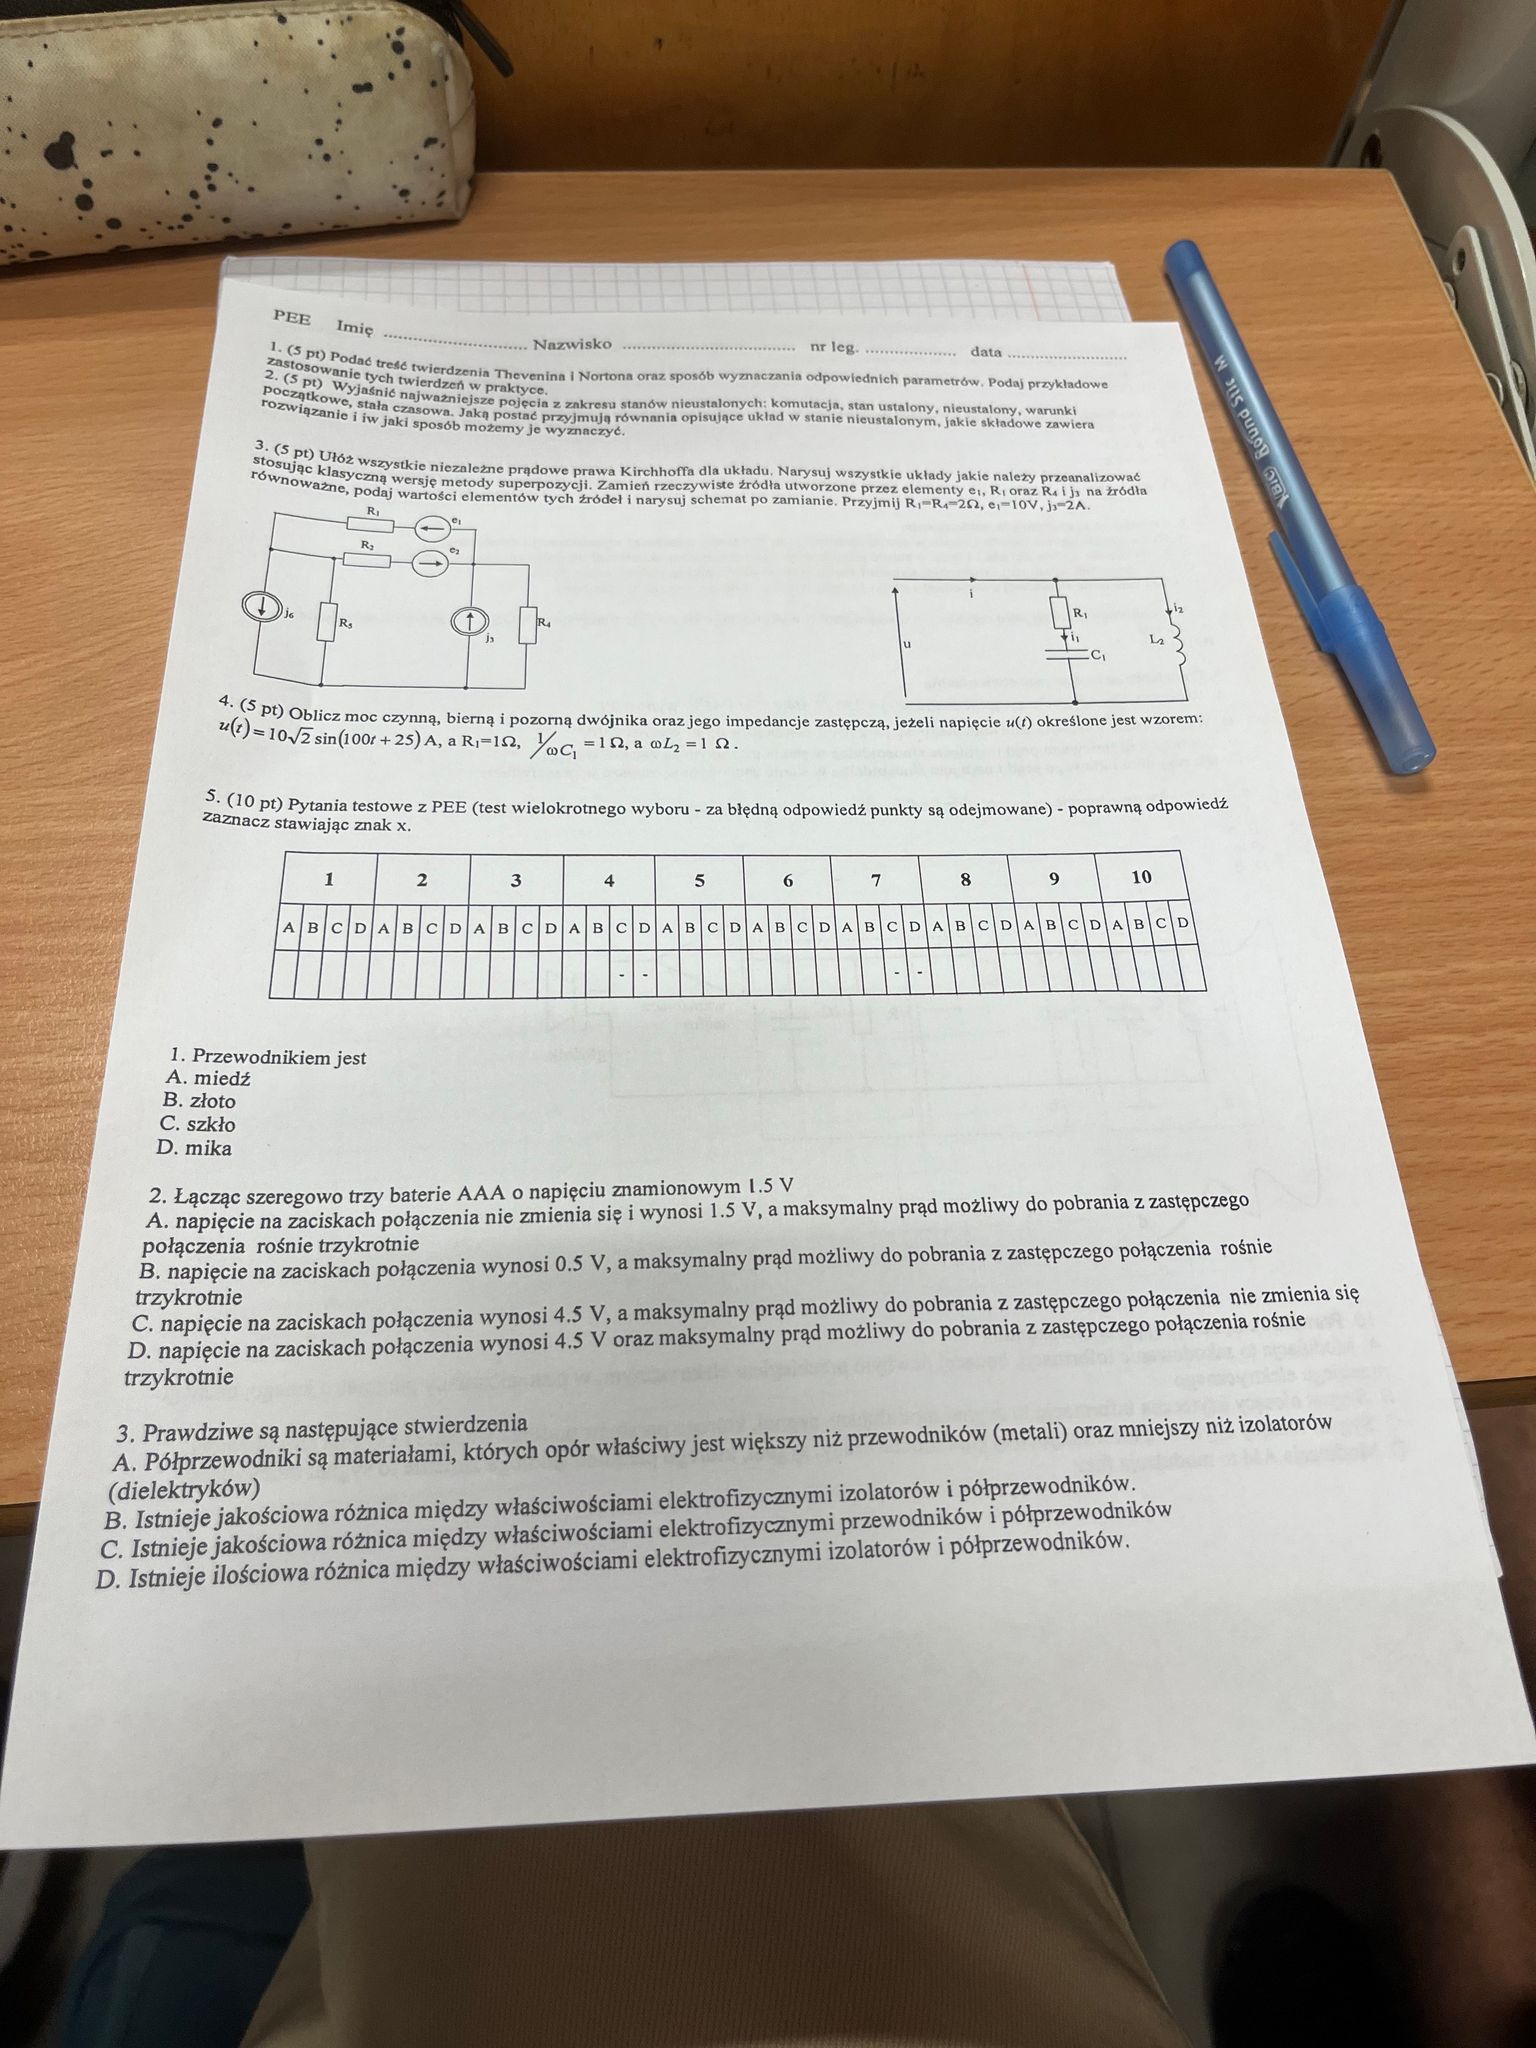 PEE Imię .............................. Nazwisko .................................... nr leg. .................. data .......................
1. (5 pt) Podać treść twierdzenia Thevenina i Nortona oraz sposób wyznaczania odpowiednich parametrów. Podaj przykładowe
zastosowanie tych twierdzeń w praktyce.
2. (5 pt) Wyjaśnić najważniejsze pojęcia z zakresu stanów nieustalonych: komutacja, stan ustalony, nieustalony, warunki
początkowe, stała czasowa. Jaką postać przyjmują równania opisujące układ w stanie nieustalonym, jakie składowe zawiera
rozwiązanie i iw jaki sposób możemy je wyznaczyć.
3. (5 pt) Ułóż wszystkie niezależne prądowe prawa Kirchhoffa dla układu. Narysuj wszystkie układy jakie należy przeanalizować
stosując klasyczną wersję metody superpozycji. Zamień rzeczywiste źródła utworzone przez elementy e₁, R₁ oraz R₄ i j₃ na źródła
równoważne, podaj wartości elementów tych źródeł i narysuj schemat po zamianie. Przyjmij R₁=R₄=2Ω, e₁=10V, j₃=2A.
R₁ e₁
R₂ e₂
j₆ R₅ j₃ R₄
i
u R₁ i₁ C₁ L₂ i₂
4. (5 pt) Oblicz moc czynną, bierną i pozorną dwójnika oraz jego impedancje zastępczą, jeżeli napięcie u(t) określone jest wzorem:
u(t)=10√2 sin(100t+25) A, a R₁=1Ω, 1/ωC₁ =1 Ω, a ωL₂ =1 Ω.
5. (10 pt) Pytania testowe z PEE (test wielokrotnego wyboru - za błędną odpowiedź punkty są odejmowane) - poprawną odpowiedź
zaznacz stawiając znak x.
1 2 3 4 5 6 7 8 9 10
A B C D A B C D A B C D A B C D A B C D A B C D A B C D A B C D A B C D A B C D
- - - -
1. Przewodnikiem jest
A. miedź
B. złoto
C. szkło
D. mika
2. Łącząc szeregowo trzy baterie AAA o napięciu znamionowym 1.5 V
A. napięcie na zaciskach połączenia nie zmienia się i wynosi 1.5 V, a maksymalny prąd możliwy do pobrania z zastępczego
połączenia rośnie trzykrotnie
B. napięcie na zaciskach połączenia wynosi 0.5 V, a maksymalny prąd możliwy do pobrania z zastępczego połączenia rośnie
trzykrotnie
C. napięcie na zaciskach połączenia wynosi 4.5 V, a maksymalny prąd możliwy do pobrania z zastępczego połączenia nie zmienia się
D. napięcie na zaciskach połączenia wynosi 4.5 V oraz maksymalny prąd możliwy do pobrania z zastępczego połączenia rośnie
trzykrotnie
3. Prawdziwe są następujące stwierdzenia
A. Półprzewodniki są materiałami, których opór właściwy jest większy niż przewodników (metali) oraz mniejszy niż izolatorów
(dielektryków)
B. Istnieje jakościowa różnica między właściwościami elektrofizycznymi izolatorów i półprzewodników.
C. Istnieje jakościowa różnica między właściwościami elektrofizycznymi przewodników i półprzewodników
D. Istnieje ilościowa różnica między właściwościami elektrofizycznymi izolatorów i półprzewodników.
BIC Round Stic M